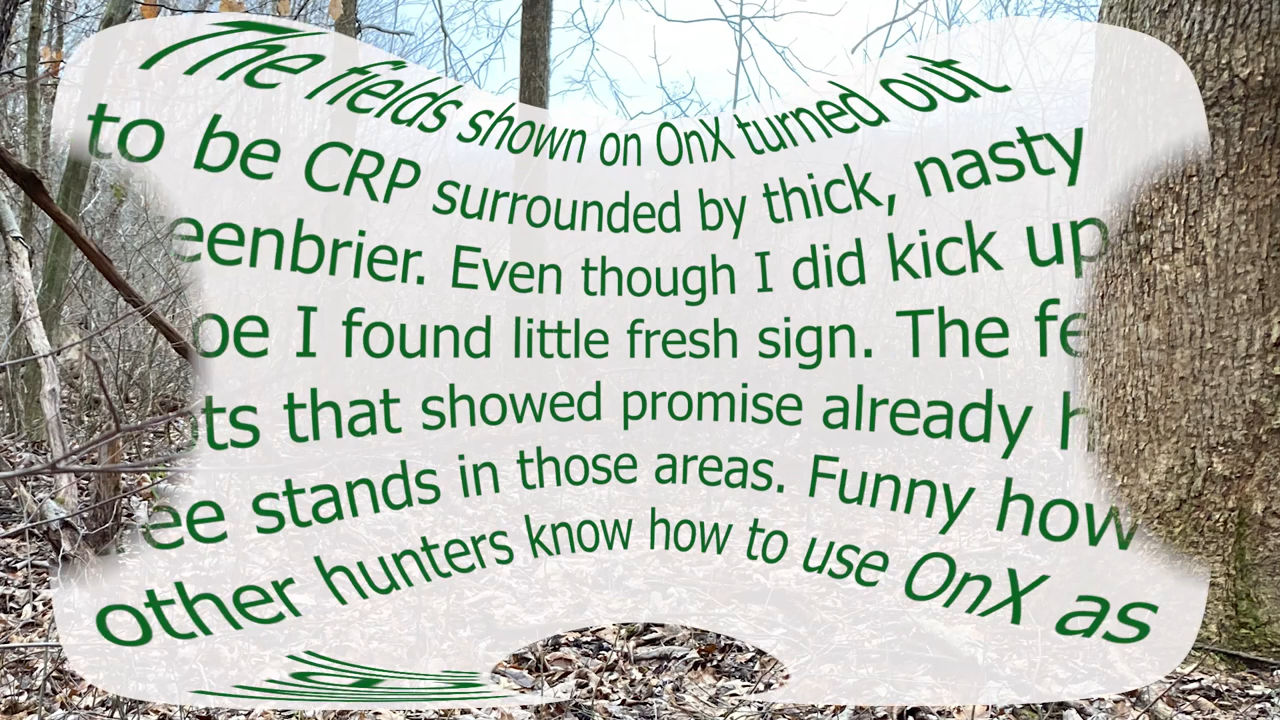 The fields shown on OnX turned out
to be CRP surrounded by thick, nasty
eenbrier. Even though I did kick up
oe I found little fresh sign. The fe
ts that showed promise already h
ee stands in those areas. Funny how
other hunters know how to use OnX as